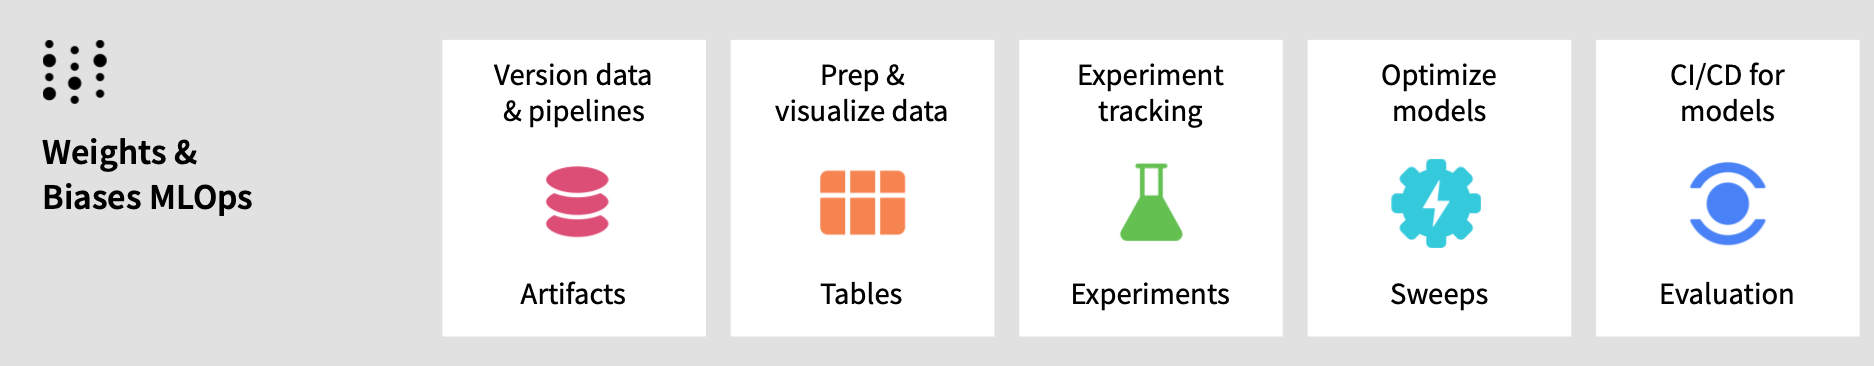 Weights &
Biases MLOps
Version data
& pipelines
Artifacts
Prep &
visualize data
Tables
Experiment
tracking
Experiments
Optimize
models
Sweeps
CI/CD for
models
Evaluation